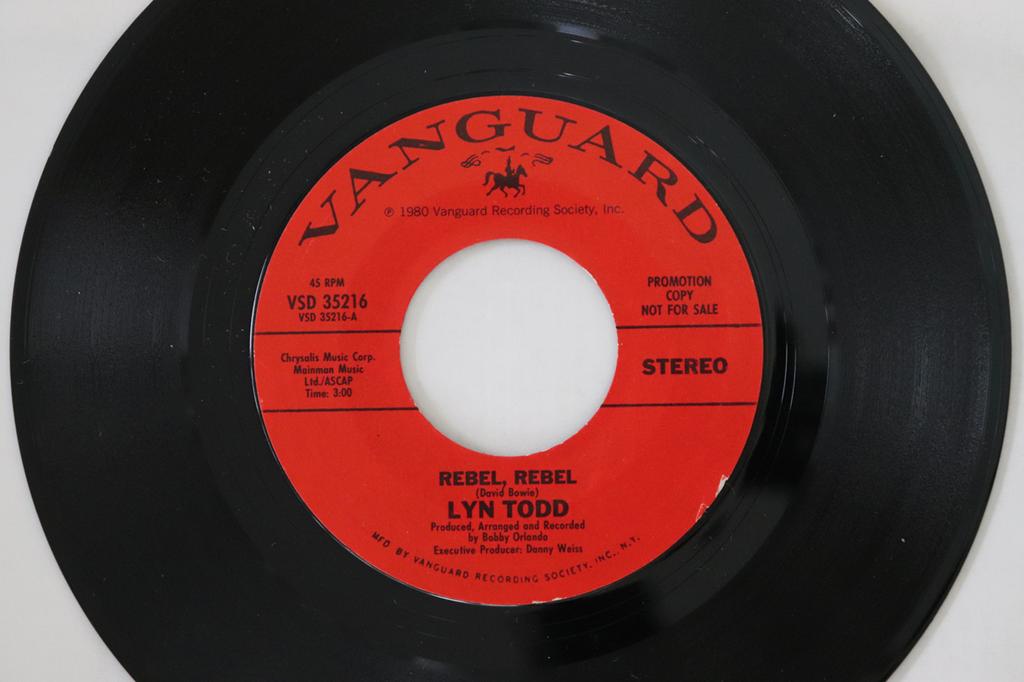 VANGUARD
℗ 1980 Vanguard Recording Society, Inc.
45 RPM
VSD 35216
VSD 35216-A
PROMOTION
COPY
NOT FOR SALE
Chrysalis Music Corp.
Mainman Music
Ltd./ASCAP
Time: 3:00
STEREO
REBEL, REBEL
(David Bowie)
LYN TODD
Produced, Arranged and Recorded
by Bobby Orlando
Executive Producer: Danny Weiss
MFD. BY VANGUARD RECORDING SOCIETY, INC., N.Y.